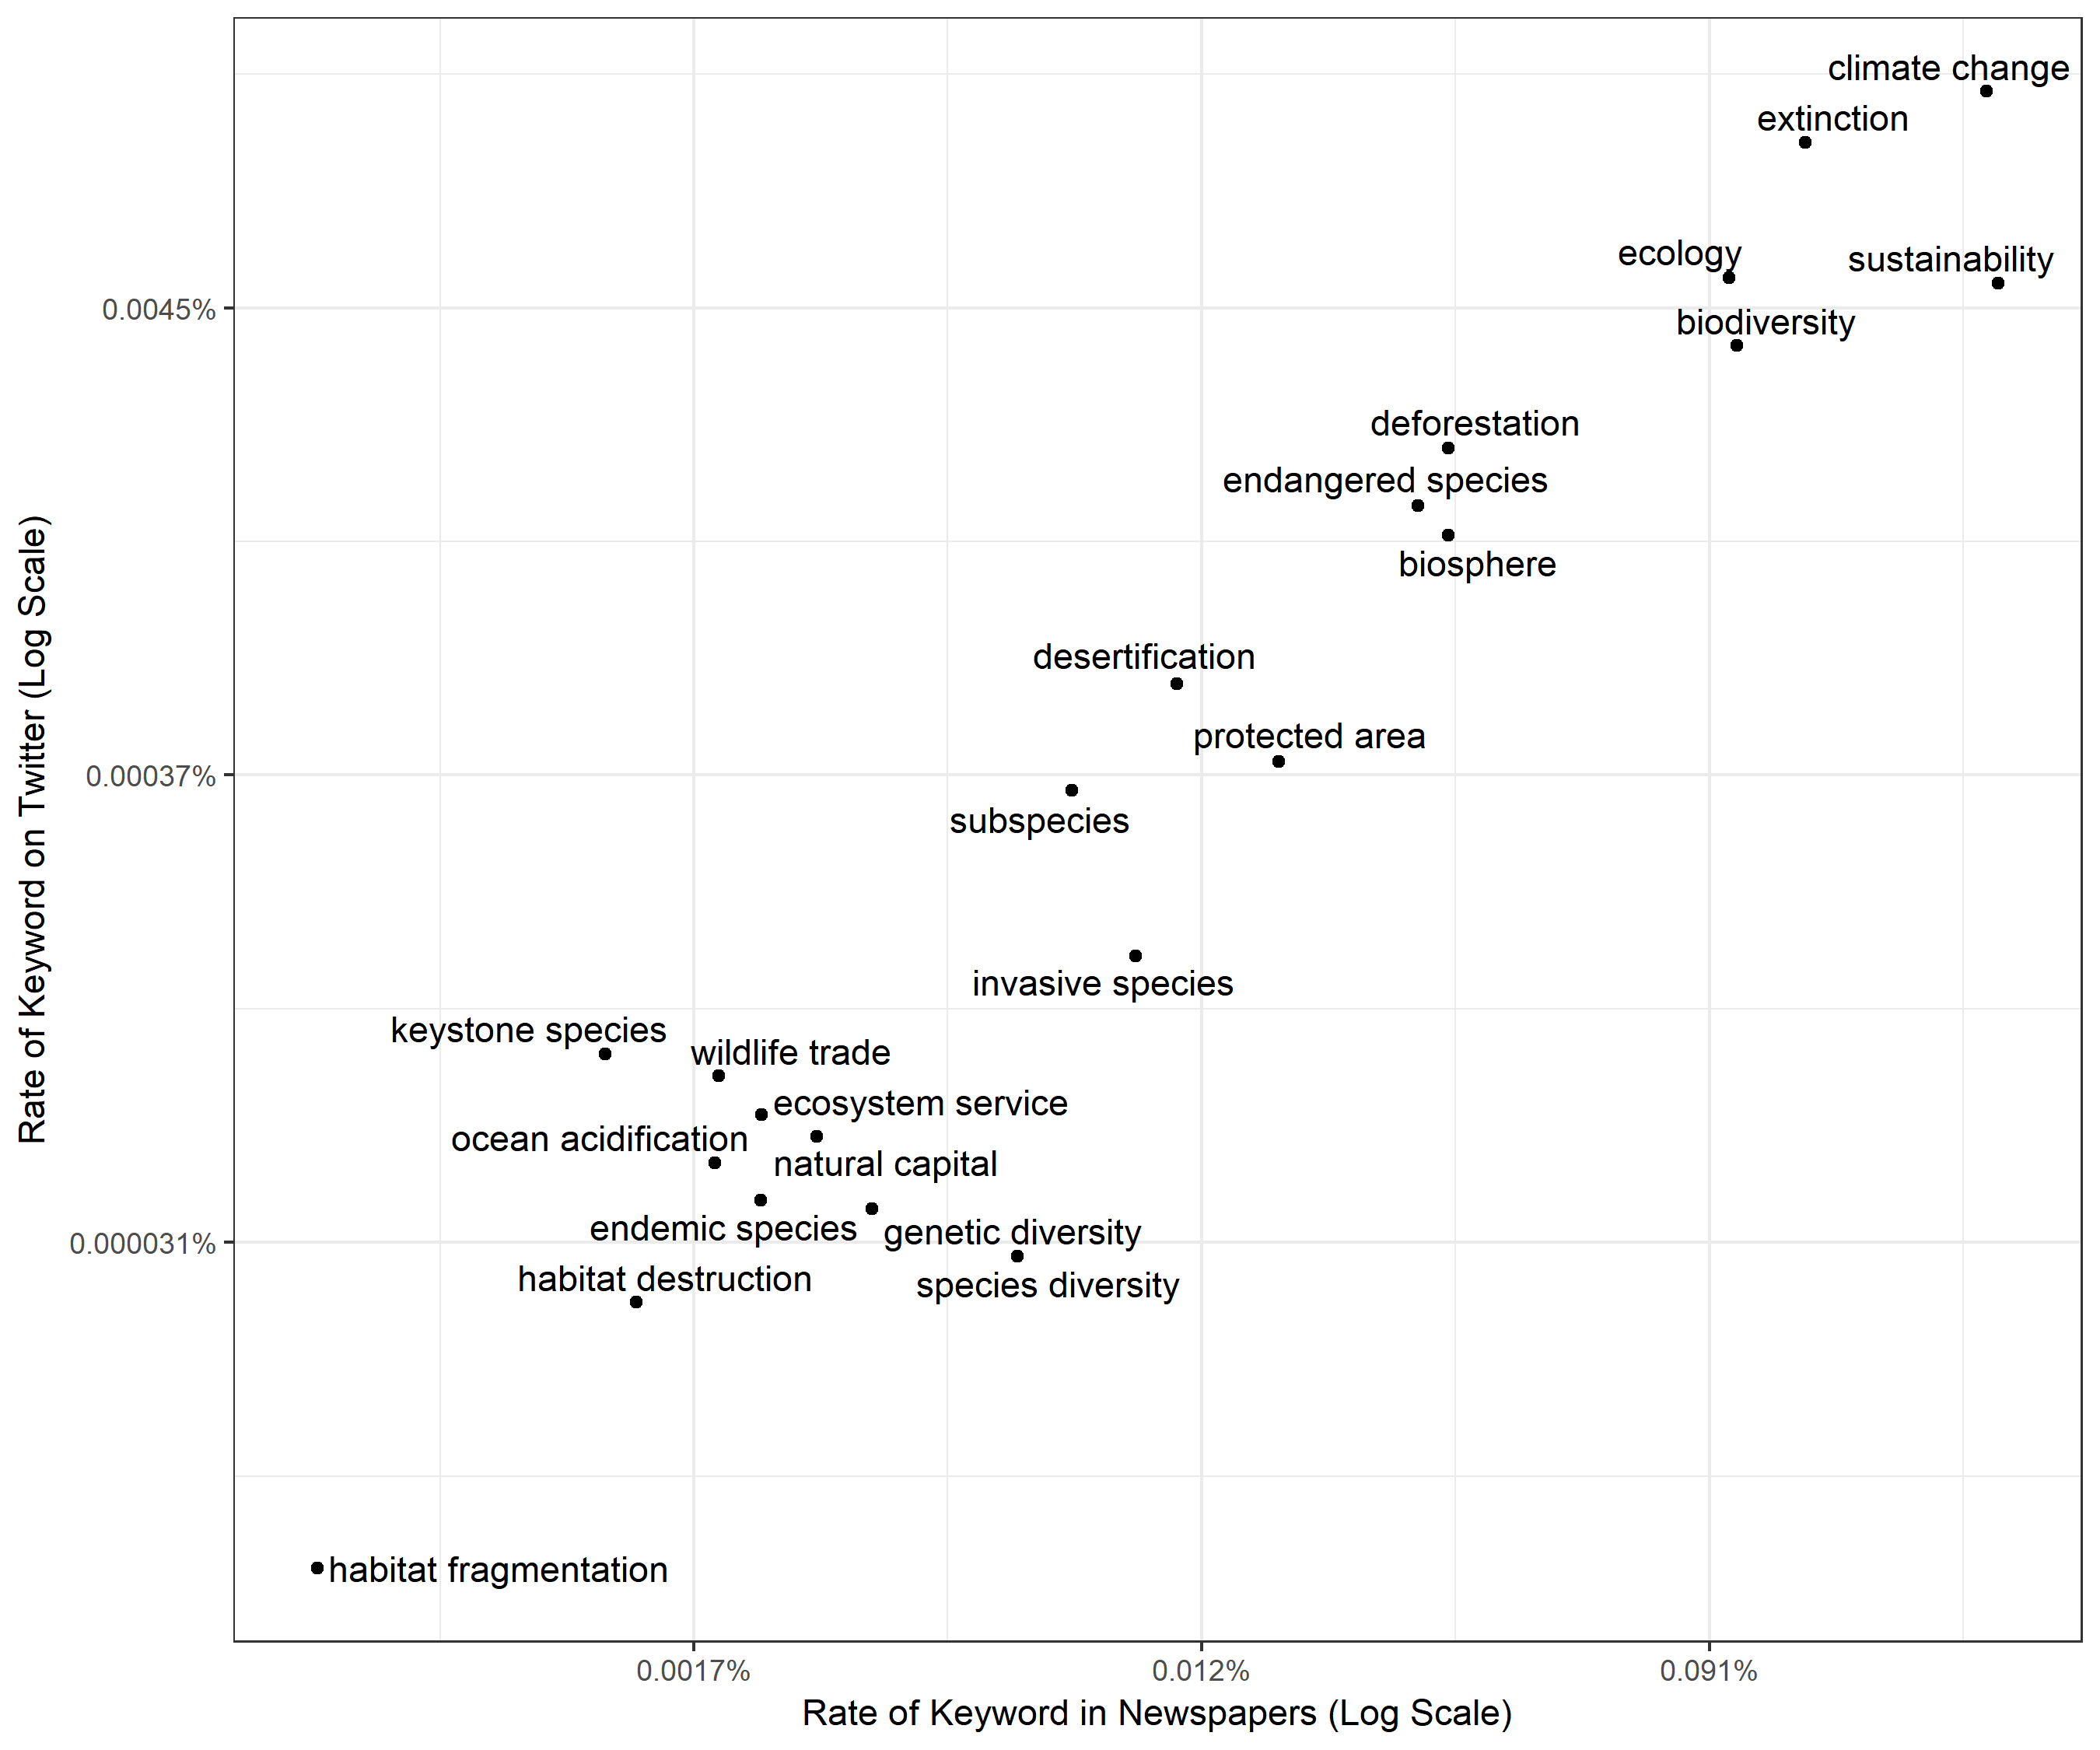 climate change
extinction
ecology
sustainability
0.0045%
biodiversity
deforestation
endangered species
biosphere
desertification
protected area
0.00037%
subspecies
invasive species
keystone species
wildlife trade
ecosystem service
ocean acidification
natural capital
endemic species
genetic diversity
0.000031%
habitat destruction
species diversity
habitat fragmentation
Rate of Keyword on Twitter (Log Scale)
0.0017%
0.012%
0.091%
Rate of Keyword in Newspapers (Log Scale)